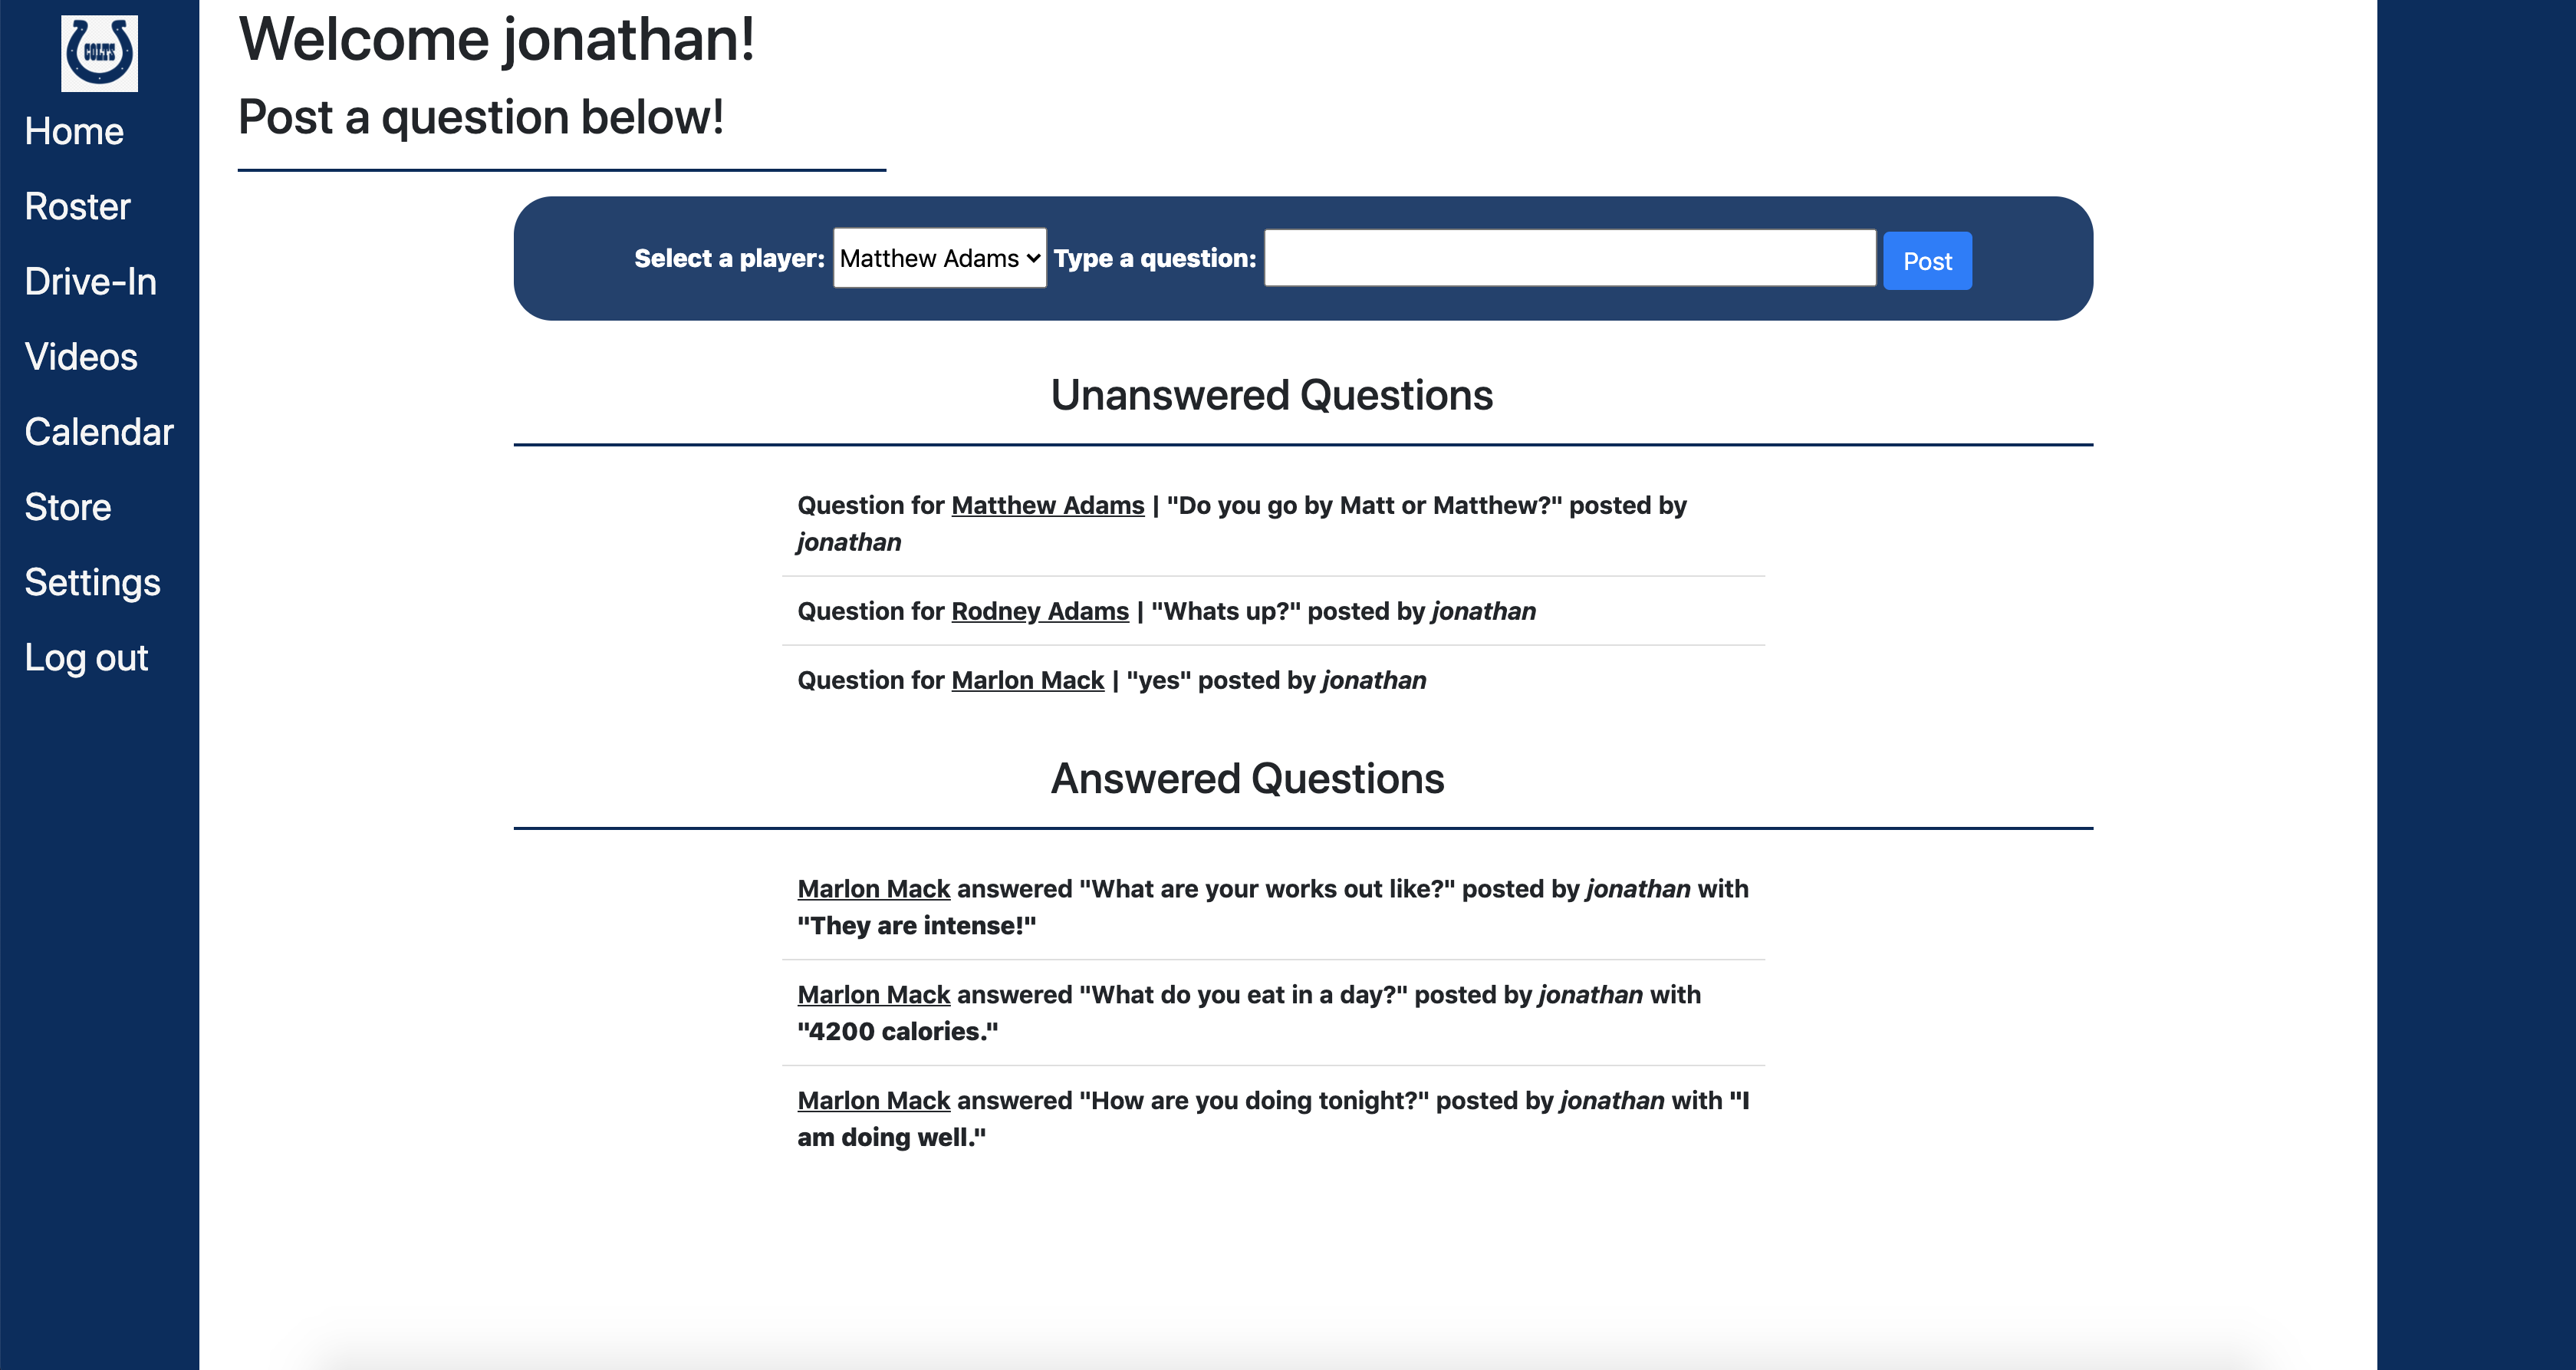 COLTS
Home
Roster
Drive-In
Videos
Calendar
Store
Settings
Log out
Welcome jonathan!
Post a question below!
Select a player: Matthew Adams Type a question: Post
Unanswered Questions
Question for Matthew Adams | "Do you go by Matt or Matthew?" posted by
jonathan
Question for Rodney Adams | "Whats up?" posted by jonathan
Question for Marlon Mack | "yes" posted by jonathan
Answered Questions
Marlon Mack answered "What are your works out like?" posted by jonathan with
"They are intense!"
Marlon Mack answered "What do you eat in a day?" posted by jonathan with
"4200 calories."
Marlon Mack answered "How are you doing tonight?" posted by jonathan with "I
am doing well."